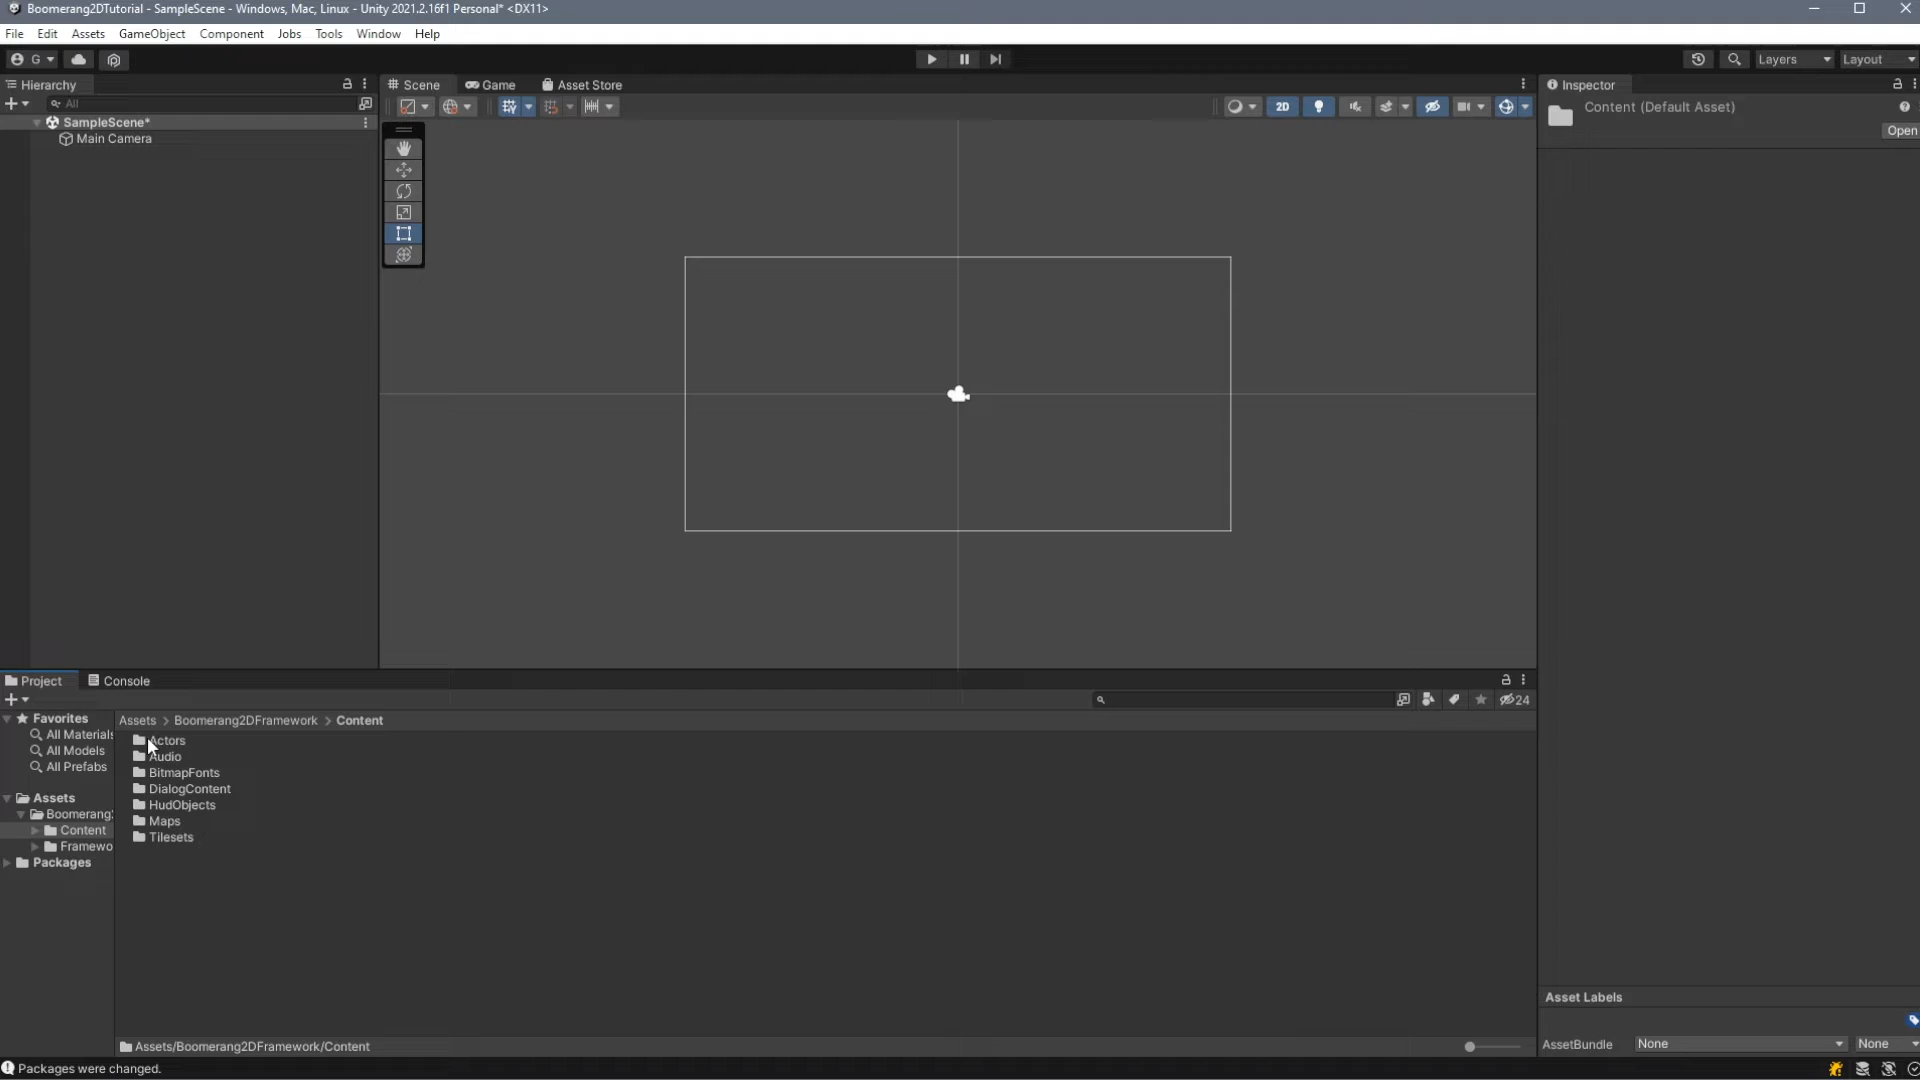 Boomerang2DTutorial - SampleScene - Windows, Mac, Linux - Unity 2021.2.16f1 Personal* <DX11>
File Edit Assets GameObject Component Jobs Tools Window Help
G Layers Layout
Hierarchy Scene Game Asset Store Inspector
All 2D Content (Default Asset)
SampleScene*
Open
Main Camera
Project Console
24
Favorites Assets > Boomerang2DFramework > Content
All Materials Actors
All Models Audio
All Prefabs BitmapFonts
DialogContent
Assets HudObjects
Boomerang2 Maps
Content Tilesets
Framewo
Packages
Asset Labels
Assets/Boomerang2DFramework/Content AssetBundle None None
Packages were changed.